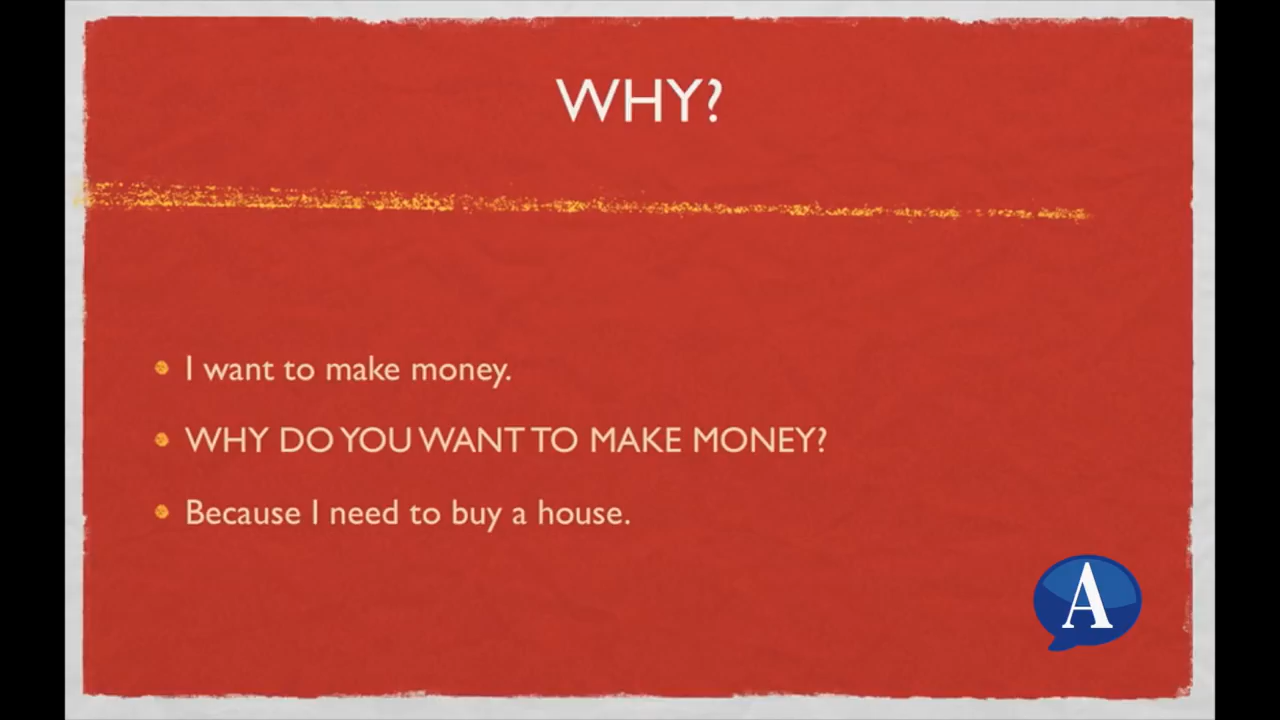 WHY?
I want to make money.
WHY DO YOU WANT TO MAKE MONEY?
Because I need to buy a house.
A